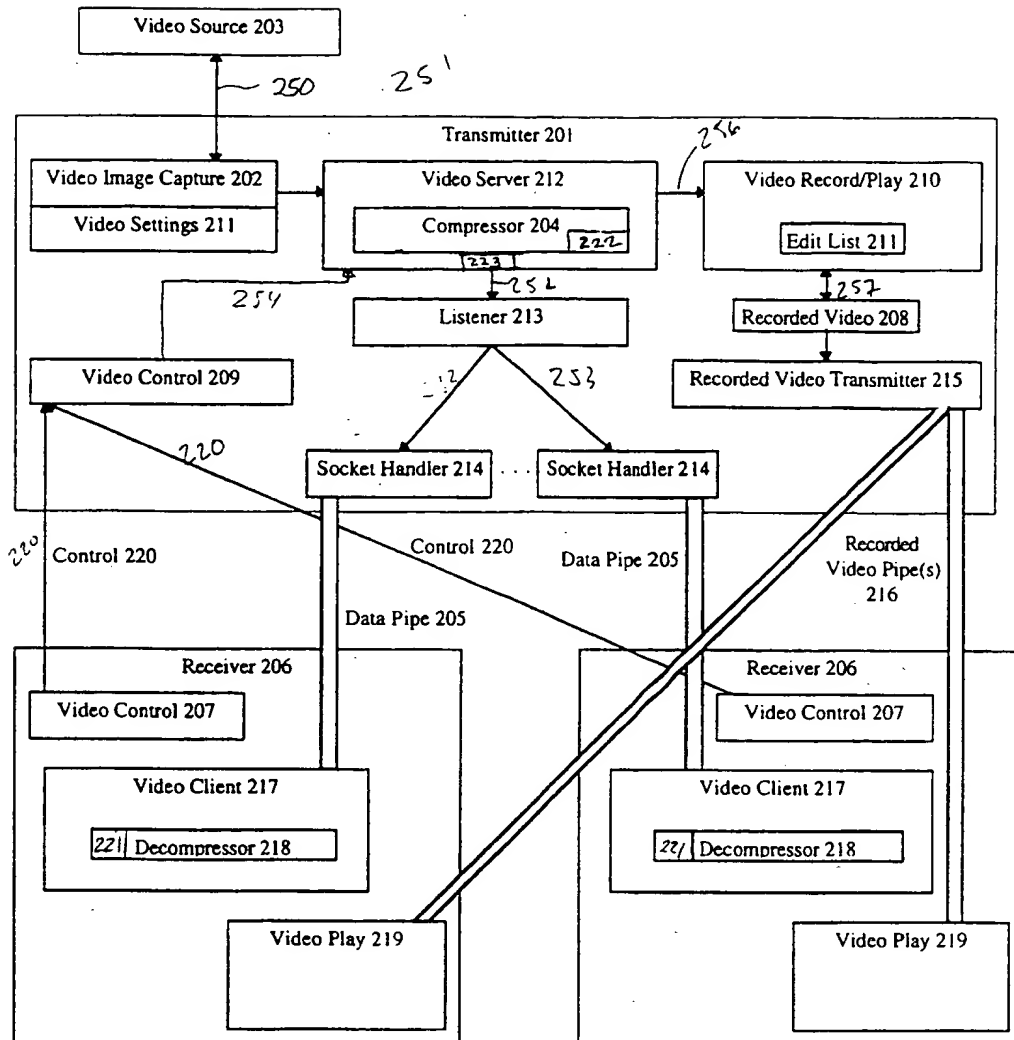 Video Source 203
250
251
Transmitter 201
256
Video Image Capture 202
Video Settings 211
Video Server 212
Compressor 204
222
223
Video Record/Play 210
Edit List 211
254
257
Listener 213
Recorded Video 208
Video Control 209
253
Recorded Video Transmitter 215
220
Socket Handler 214
...
Socket Handler 214
220
Control 220
Control 220
Data Pipe 205
Recorded
Video Pipe(s)
216
Data Pipe 205
Receiver 206
Receiver 206
Video Control 207
Video Control 207
Video Client 217
221 Decompressor 218
Video Client 217
221 Decompressor 218
Video Play 219
Video Play 219